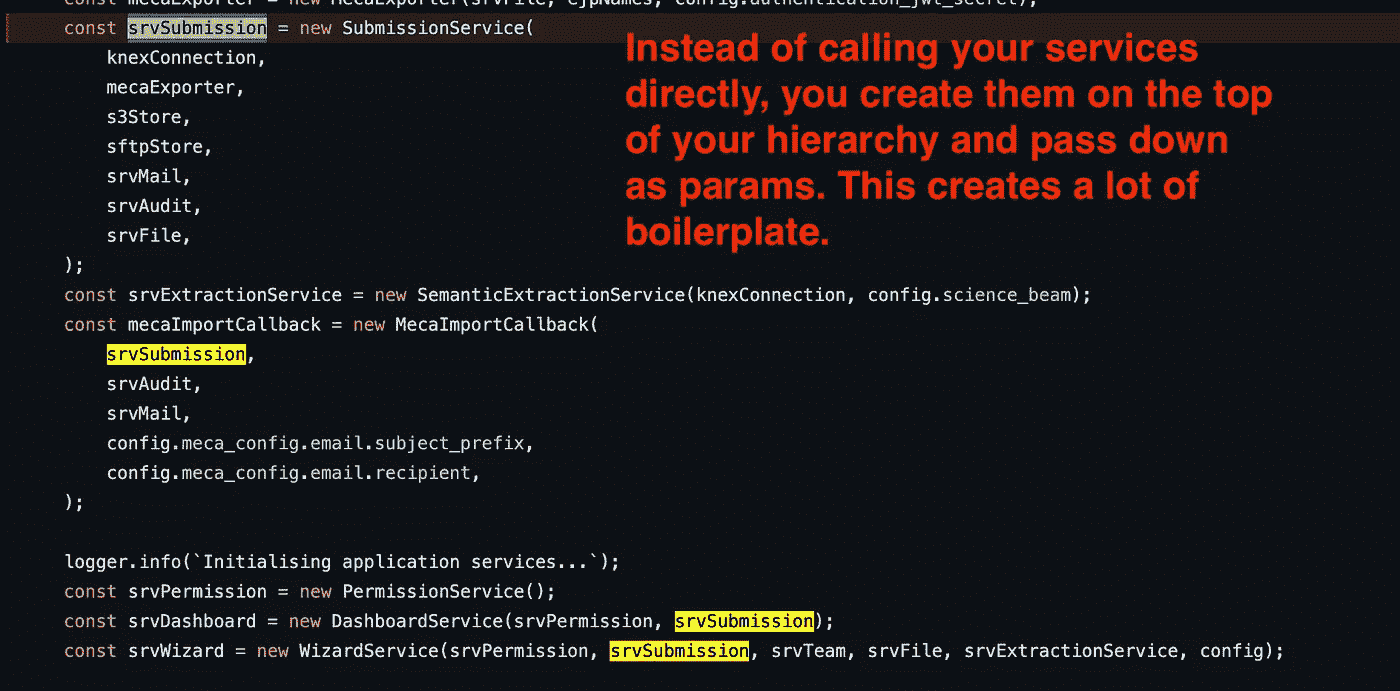 const mecaExporter = new MecaExporter(srvFile, ejpNames, config.authentication_jwt_secret);
const srvSubmission = new SubmissionService(
knexConnection,
mecaExporter,
s3Store,
sftpStore,
srvMail,
srvAudit,
srvFile,
);
Instead of calling your services
directly, you create them on the top
of your hierarchy and pass down
as params. This creates a lot of
boilerplate.
const srvExtractionService = new SemanticExtractionService(knexConnection, config.science_beam);
const mecaImportCallback = new MecaImportCallback(
srvSubmission,
srvAudit,
srvMail,
config.meca_config.email.subject_prefix,
config.meca_config.email.recipient,
);
logger.info(`Initialising application services...`);
const srvPermission = new PermissionService();
const srvDashboard = new DashboardService(srvPermission, srvSubmission);
const srvWizard = new WizardService(srvPermission, srvSubmission, srvTeam, srvFile, srvExtractionService, config);